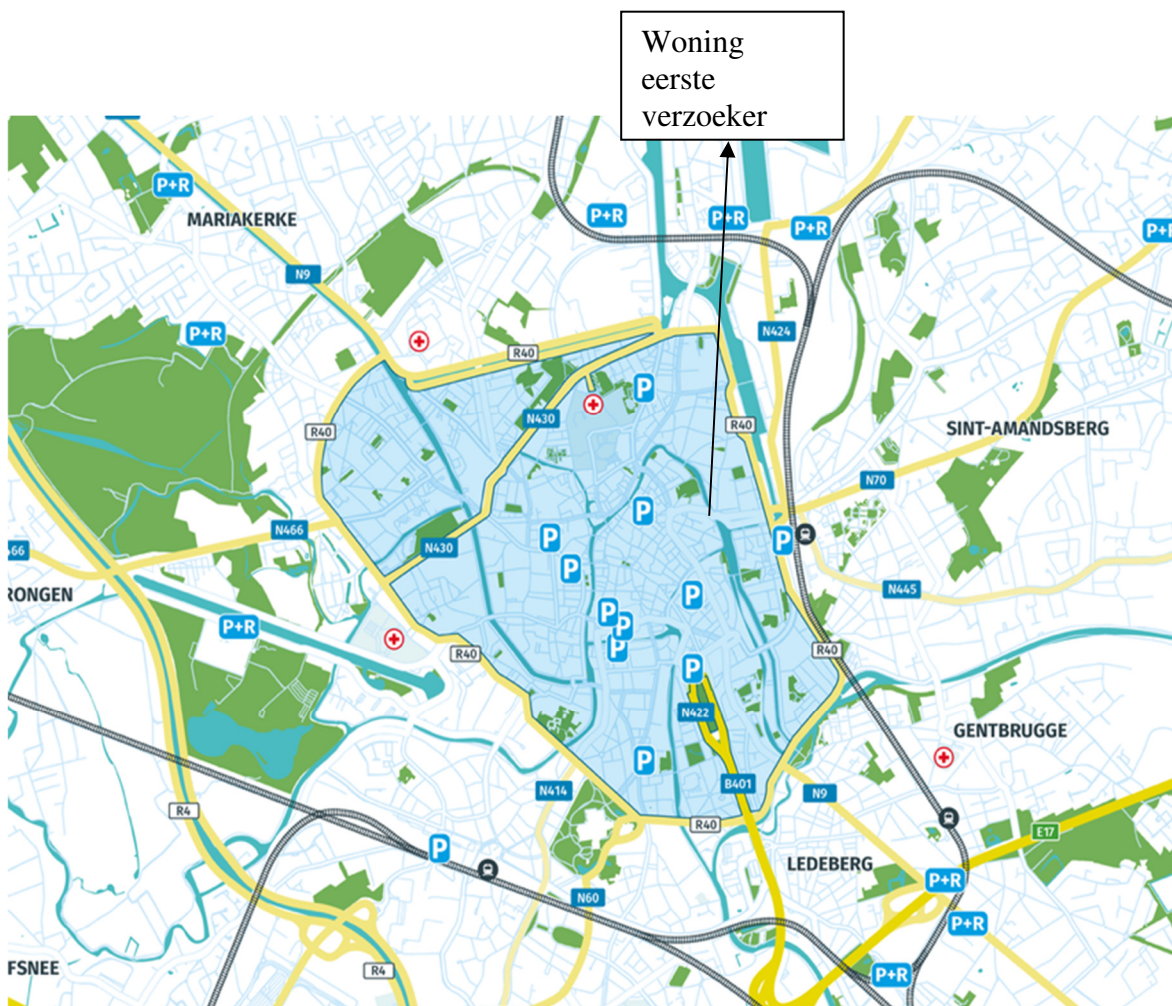 Woning
eerste
verzoeker
P+R
MARIAKERKE
P+R
P+R
P+R
P+R
N9
P+R
N424
R40
P
N430
R40
R40
SINT-AMANDSBERG
N70
P
N466
P
P
N430
466
P
N445
RONGEN
P
P
P
P
P+R
R40
R40
P
N422
GENTBRUGGE
P
B401
N414
N9
R4
R40
E17
P
LEDEBERG
P+R
N60
P+R
FSNEE
R4
P+R